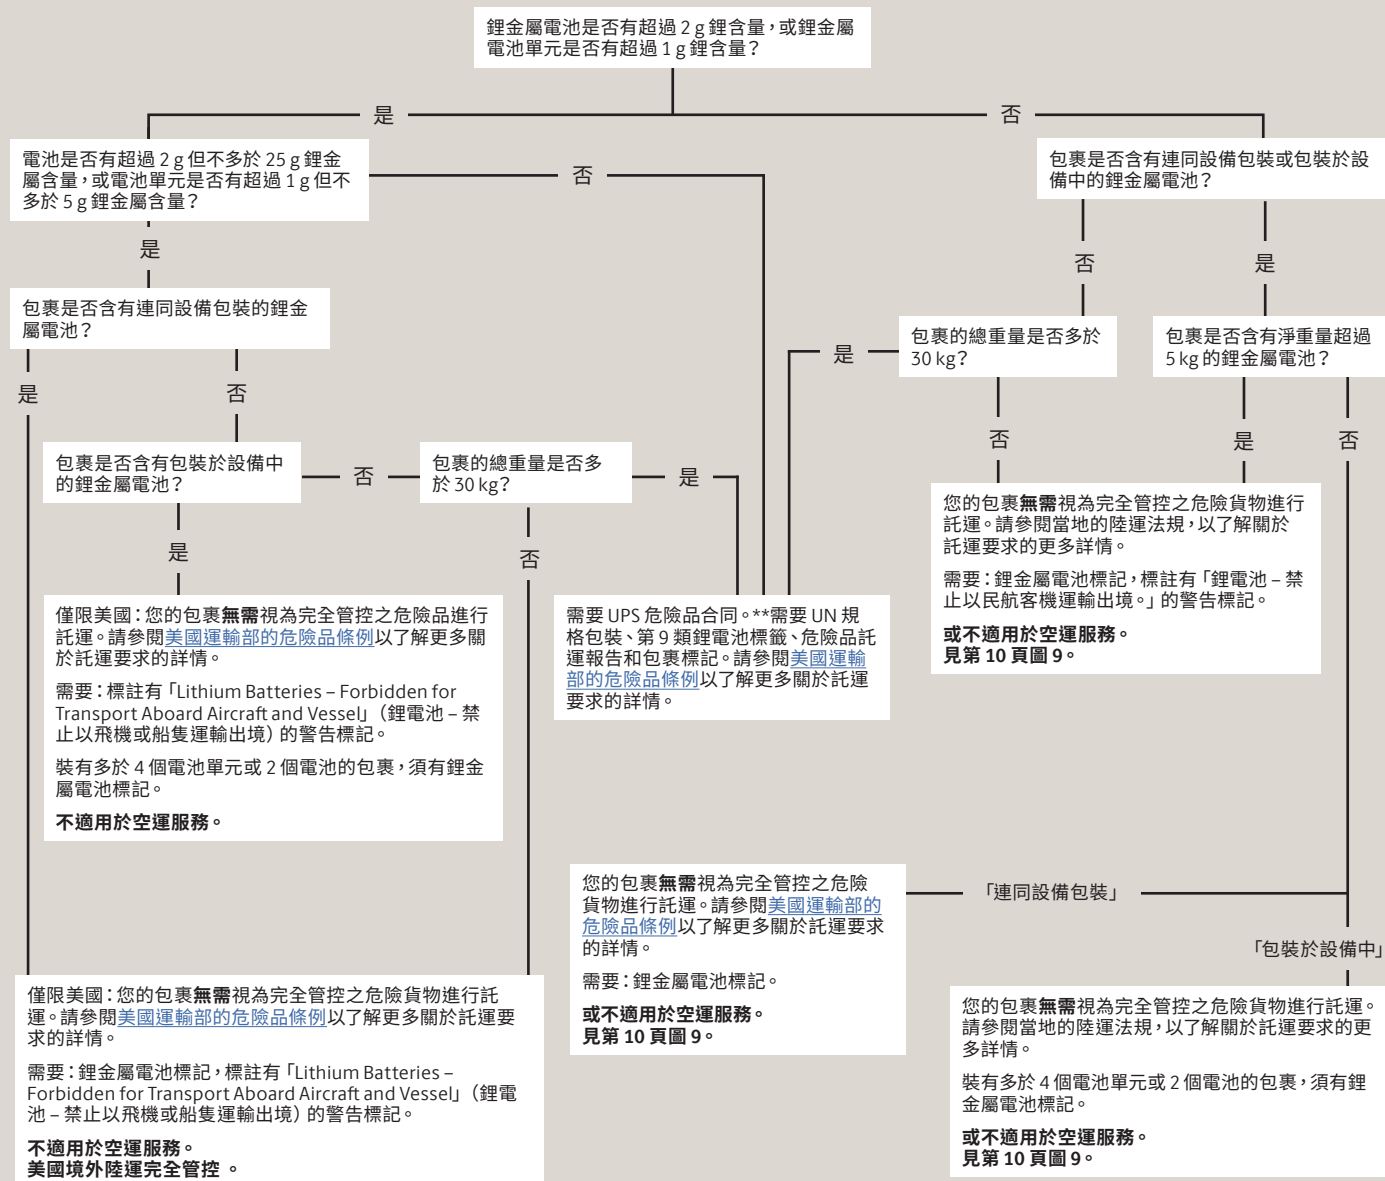 鋰金屬電池是否有超過 2 g 鋰含量，或鋰金屬
電池單元是否有超過 1 g 鋰含量？
是
否
電池是否有超過 2 g 但不多於 25 g 鋰金
屬含量，或電池單元是否有超過 1 g 但不
多於 5 g 鋰金屬含量？
否
包裹是否含有連同設備包裝或包裝於設
備中的鋰金屬電池？
是
否
是
包裹是否含有連同設備包裝的鋰金
屬電池？
是
包裹的總重量是否多於
30 kg？
包裹是否含有淨重量超過
5 kg 的鋰金屬電池？
是
否
否
是
否
包裹是否含有包裝於設備中
的鋰金屬電池？
否
包裹的總重量是否多
於 30 kg？
是
是
否
您的包裹無需視為完全管控之危險貨物進行
託運。請參閱當地的陸運法規，以了解關於
託運要求的更多詳情。
需要：鋰金屬電池標記，標註有「鋰電池 – 禁
止以民航客機運輸出境。」的警告標記。
或不適用於空運服務。
見第 10 頁圖 9。
僅限美國：您的包裹無需視為完全管控之危險品進行
託運。請參閱美國運輸部的危險品條例以了解更多關
於託運要求的詳情。
需要：標註有「Lithium Batteries – Forbidden for
Transport Aboard Aircraft and Vessel」（鋰電池 – 禁
止以飛機或船隻運輸出境）的警告標記。
裝有多於 4 個電池單元或 2 個電池的包裹，須有鋰金
屬電池標記。
不適用於空運服務。
需要 UPS 危險品合同。**需要 UN 規
格包裝、第 9 類鋰電池標籤、危險品託
運報告和包裹標記。請參閱美國運輸
部的危險品條例以了解更多關於託運
要求的詳情。
您的包裹無需視為完全管控之危險
貨物進行託運。請參閱美國運輸部的
危險品條例以了解更多關於託運要求
的詳情。
需要：鋰金屬電池標記。
或不適用於空運服務。
見第 10 頁圖 9。
「連同設備包裝」
「包裝於設備中」
僅限美國：您的包裹無需視為完全管控之危險貨物進行託
運。請參閱美國運輸部的危險品條例以了解更多關於託運要
求的詳情。
需要：鋰金屬電池標記，標註有「Lithium Batteries –
Forbidden for Transport Aboard Aircraft and Vessel」（鋰電
池 – 禁止以飛機或船隻運輸出境）的警告標記。
不適用於空運服務。
美國境外陸運完全管控 。
您的包裹無需視為完全管控之危險貨物進行託運。
請參閱當地的陸運法規，以了解關於託運要求的更
多詳情。
裝有多於 4 個電池單元或 2 個電池的包裹，須有鋰
金屬電池標記。
或不適用於空運服務。
見第 10 頁圖 9。